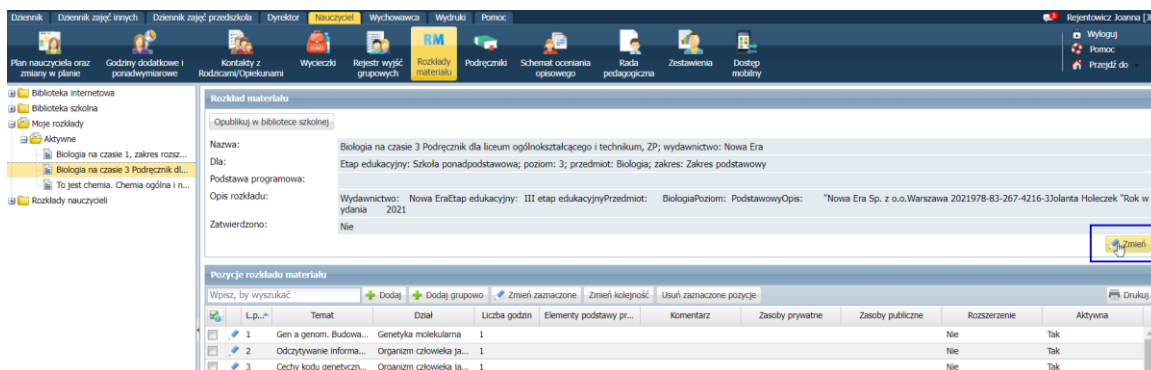 Dziennik Dziennik zajęć innych Dziennik zajęć przedszkola Dyrektor Nauczyciel Wychowawca Wydruki Pomoc Rejentowicz Joanna
Wyloguj
Pomoc
Przejdź do
Plan nauczyciela oraz zmiany w planie
Godziny dodatkowe i ponadwymiarowe
Kontakty z Rodzicami/Opiekunami
Wycieczki
Rejestr wyjść grupowych
RM
Rozkłady materiału
Podręczniki
Schemat oceniania opisowego
Rada pedagogiczna
Zestawienia
Dostęp mobilny
Biblioteka internetowa
Biblioteka szkolna
Moje rozkłady
Aktywne
Biologia na czasie 1, zakres rozsz...
Biologia na czasie 3 Podręcznik dl...
To jest chemia. Chemia ogólna i n...
Rozkłady nauczycieli
Rozkład materiału
Opublikuj w bibliotece szkolnej
Nazwa: Biologia na czasie 3 Podręcznik dla liceum ogólnokształcącego i technikum, ZP; wydawnictwo: Nowa Era
Dla: Etap edukacyjny: Szkoła ponadpodstawowa; poziom: 3; przedmiot: Biologia; zakres: Zakres podstawowy
Podstawa programowa:
Opis rozkładu: Wydawnictwo: Nowa EraEtap edukacyjny: III etap edukacyjnyPrzedmiot: BiologiaPoziom: PodstawowyOpis: "Nowa Era Sp. z o.o.Warszawa 2021978-83-267-4216-3Jolanta Holeczek "Rok w
ydania 2021
Zatwierdzono: Nie
Zmień
Pozycje rozkładu materiału
Wpisz, by wyszukać Dodaj Dodaj grupowo Zmień zaznaczone Zmień kolejność Usuń zaznaczone pozycje Drukuj
L.p... Temat Dział Liczba godzin Elementy podstawy pr... Komentarz Zasoby prywatne Zasoby publiczne Rozszerzenie Aktywna
1 Gen a genom. Budowa... Genetyka molekularna 1 Nie Tak
2 Odczytywanie informa... Organizm człowieka ja... 1 Nie Tak
3 Cechy kodu genetyczn... Organizm człowieka ja... 1 Nie Tak